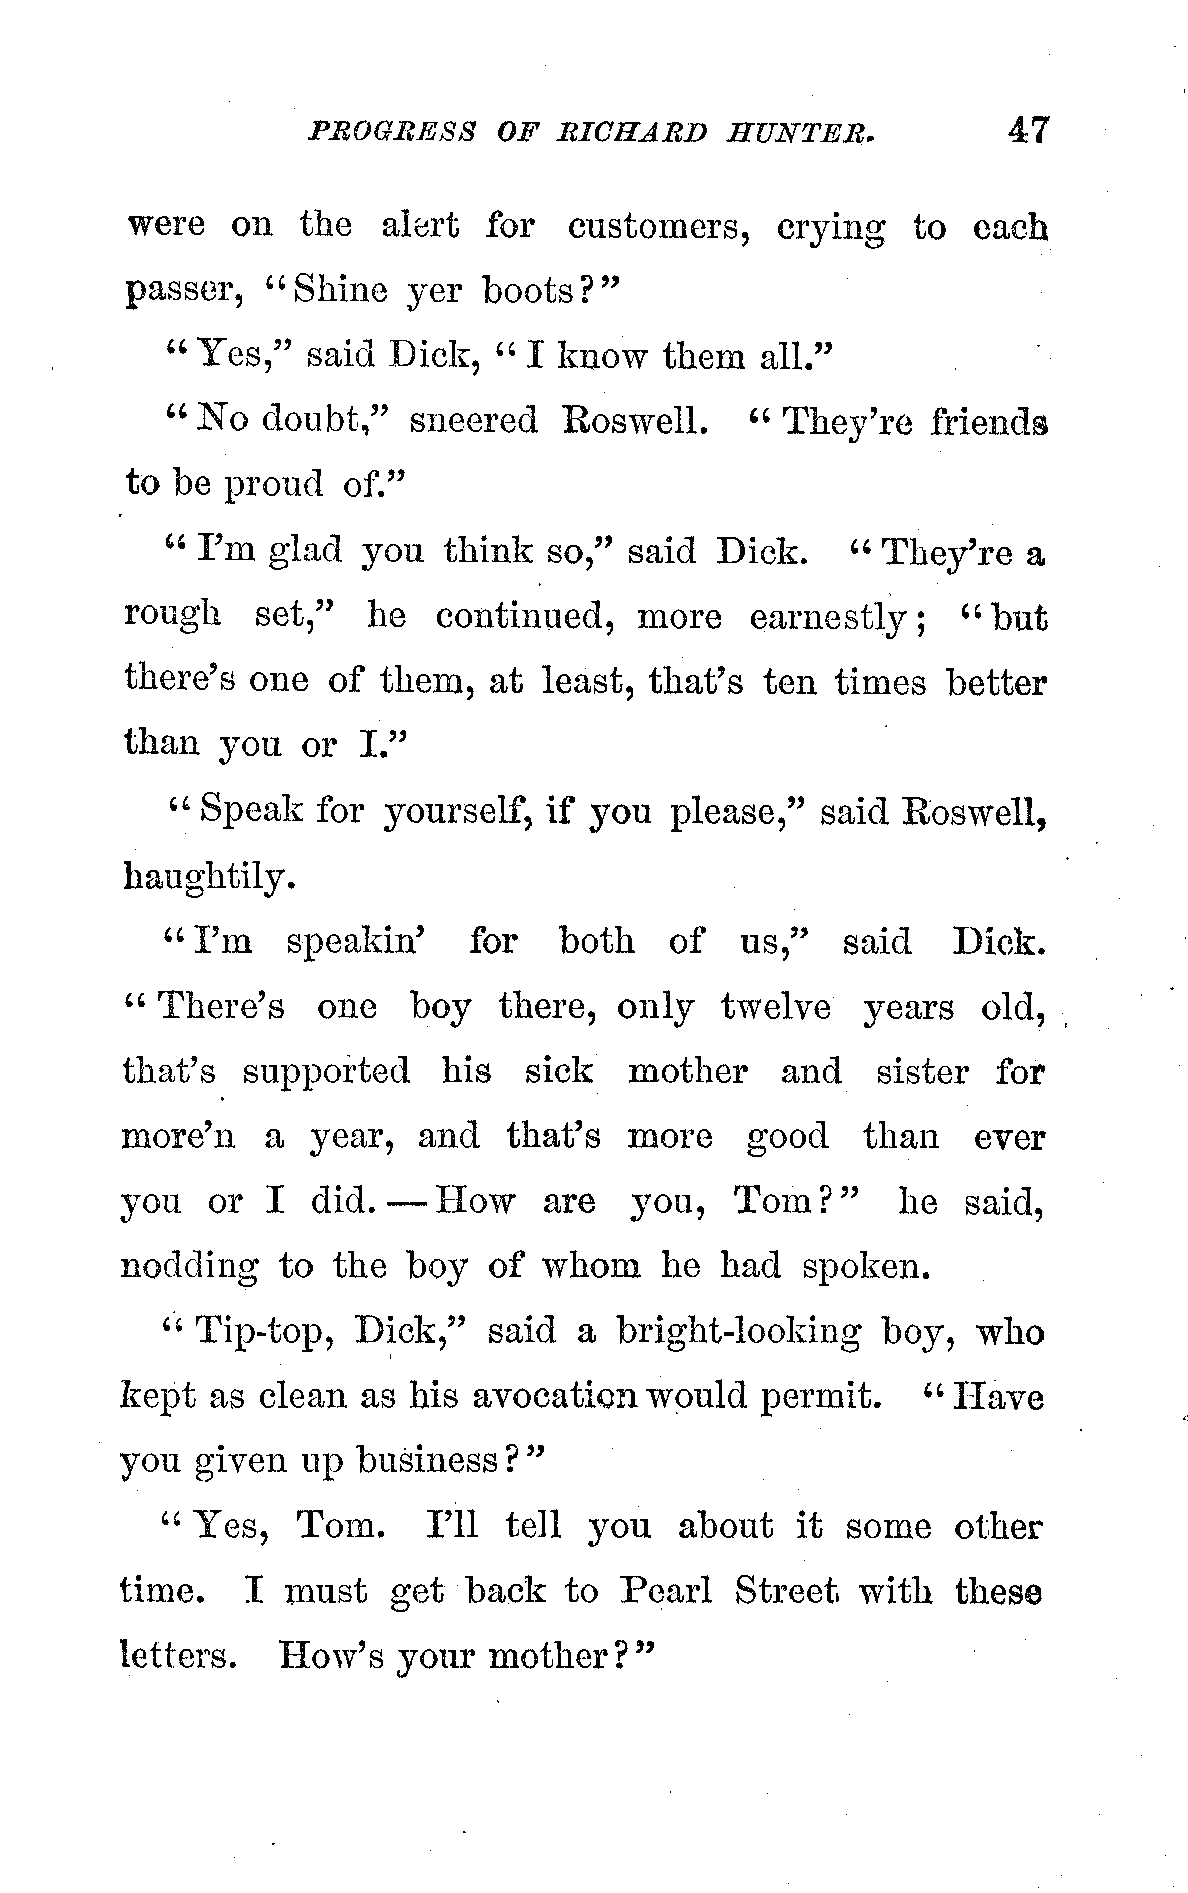 PROGRESS OF RICHARD HUNTER. 47
were on the alert for customers, crying to each
passer, "Shine yer boots?"
"Yes," said Dick, "I know them all."
"No doubt," sneered Roswell. "They're friends
to be proud of."
"I'm glad you think so," said Dick. "They're a
rough set," he continued, more earnestly; "but
there's one of them, at least, that's ten times better
than you or I."
"Speak for yourself, if you please," said Roswell,
haughtily.
"I'm speakin' for both of us," said Dick.
"There's one boy there, only twelve years old,
that's supported his sick mother and sister for
more'n a year, and that's more good than ever
you or I did. — How are you, Tom?" he said,
nodding to the boy of whom he had spoken.
"Tip-top, Dick," said a bright-looking boy, who
kept as clean as his avocation would permit. "Have
you given up business?"
"Yes, Tom. I'll tell you about it some other
time. I must get back to Pearl Street with these
letters. How's your mother?"